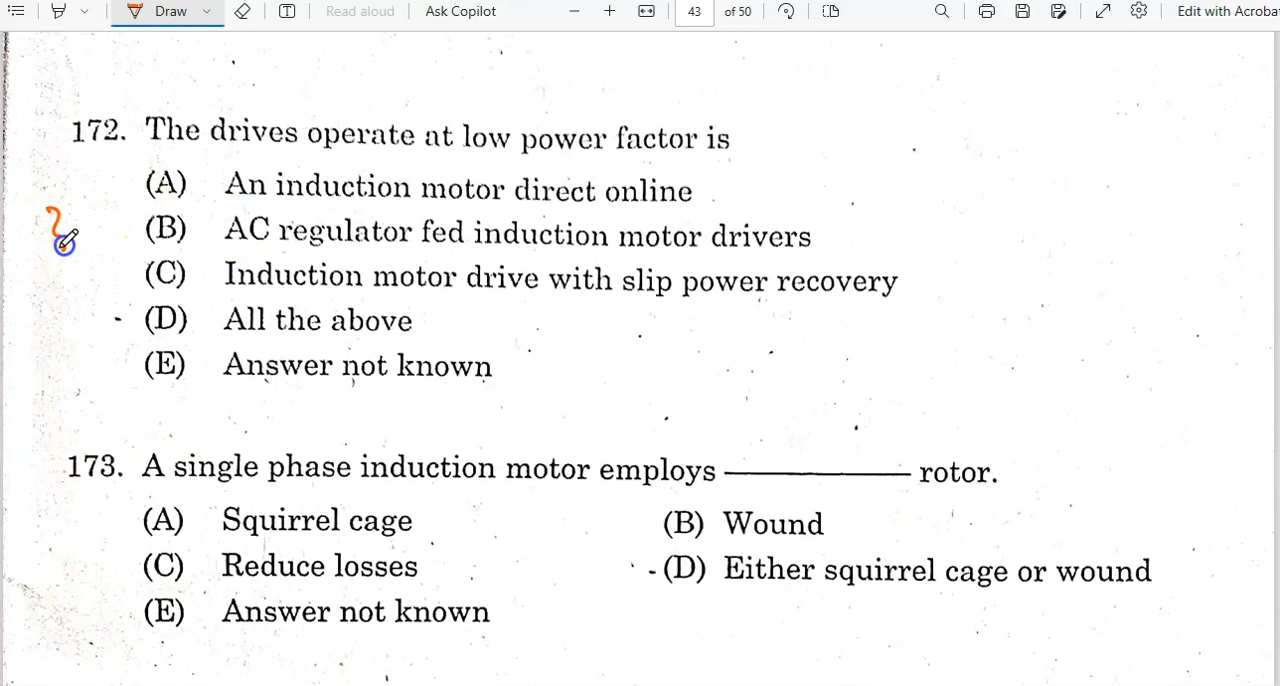 Draw
Read aloud
Ask Copilot
43 of 50
Edit with Acroba
172. The drives operate at low power factor is
(A) An induction motor direct online
(B) AC regulator fed induction motor drivers
(C) Induction motor drive with slip power recovery
(D) All the above
(E) Answer not known
173. A single phase induction motor employs ———— rotor.
(A) Squirrel cage
(B) Wound
(C) Reduce losses
(D) Either squirrel cage or wound
(E) Answer not known